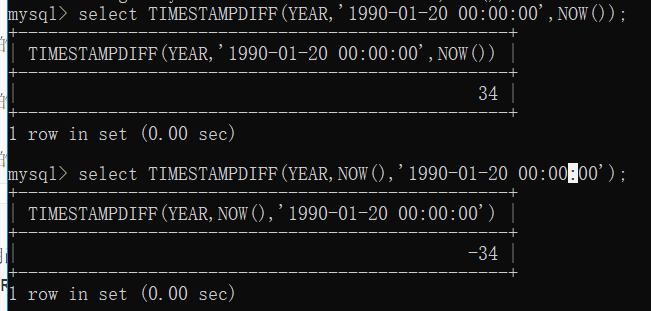 mysql> select TIMESTAMPDIFF(YEAR,'1990-01-20 00:00:00',NOW());
+-------------------------------------------------+
| TIMESTAMPDIFF(YEAR,'1990-01-20 00:00:00',NOW()) |
+-------------------------------------------------+
| 34 |
+-------------------------------------------------+
1 row in set (0.00 sec)
mysql> select TIMESTAMPDIFF(YEAR,NOW(),'1990-01-20 00:00:00');
+-------------------------------------------------+
| TIMESTAMPDIFF(YEAR,NOW(),'1990-01-20 00:00:00') |
+-------------------------------------------------+
| -34 |
+-------------------------------------------------+
1 row in set (0.00 sec)